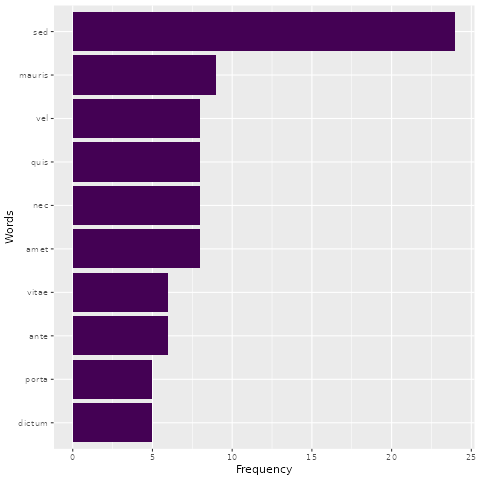 sed
mauris
vel
quis
nec
amet
vitae
ante
porta
dictum
Words
0 5 10 15 20 25
Frequency